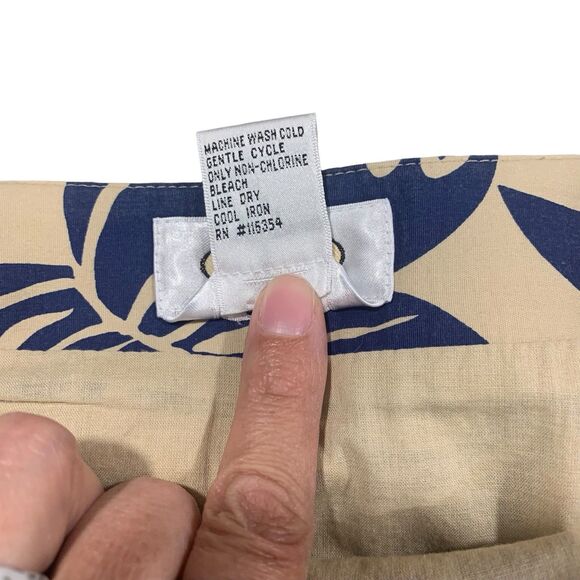 MACHINE WASH COLD
GENTLE CYCLE
ONLY NON-CHLORINE
BLEACH
LINE DRY
COOL IRON
RN #116354